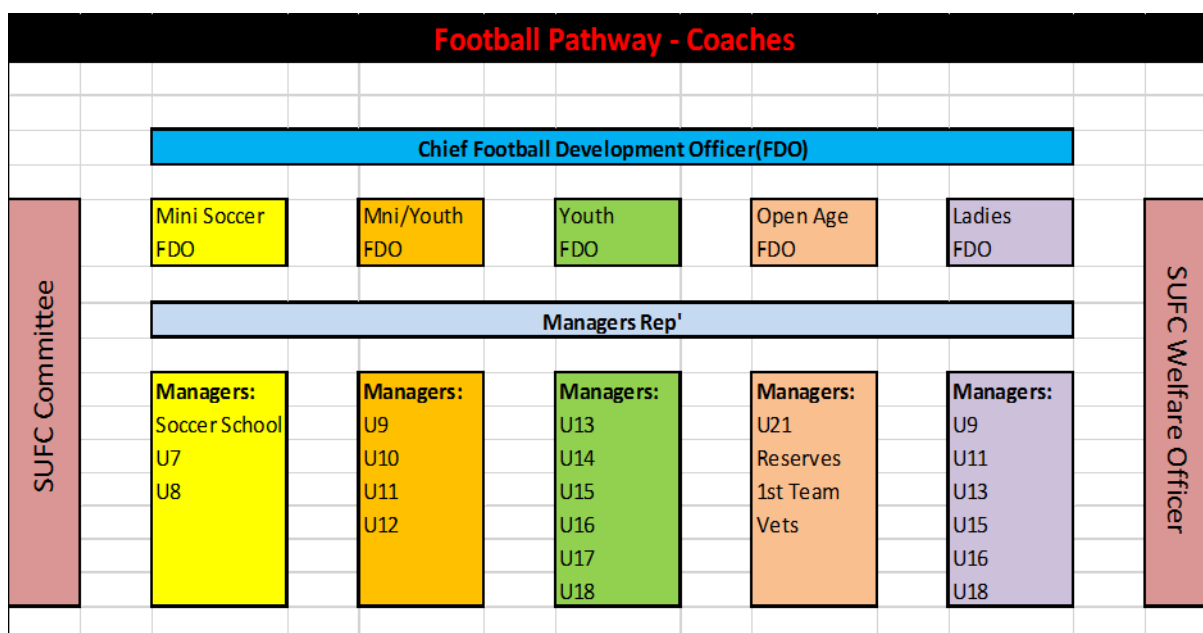 Football Pathway - Coaches
Chief Football Development Officer(FDO)
SUFC Committee
Mini Soccer
FDO
Mni/Youth
FDO
Youth
FDO
Open Age
FDO
Ladies
FDO
SUFC Welfare Officer
Managers Rep'
Managers:
Soccer School
U7
U8
Managers:
U9
U10
U11
U12
Managers:
U13
U14
U15
U16
U17
U18
Managers:
U21
Reserves
1st Team
Vets
Managers:
U9
U11
U13
U15
U16
U18